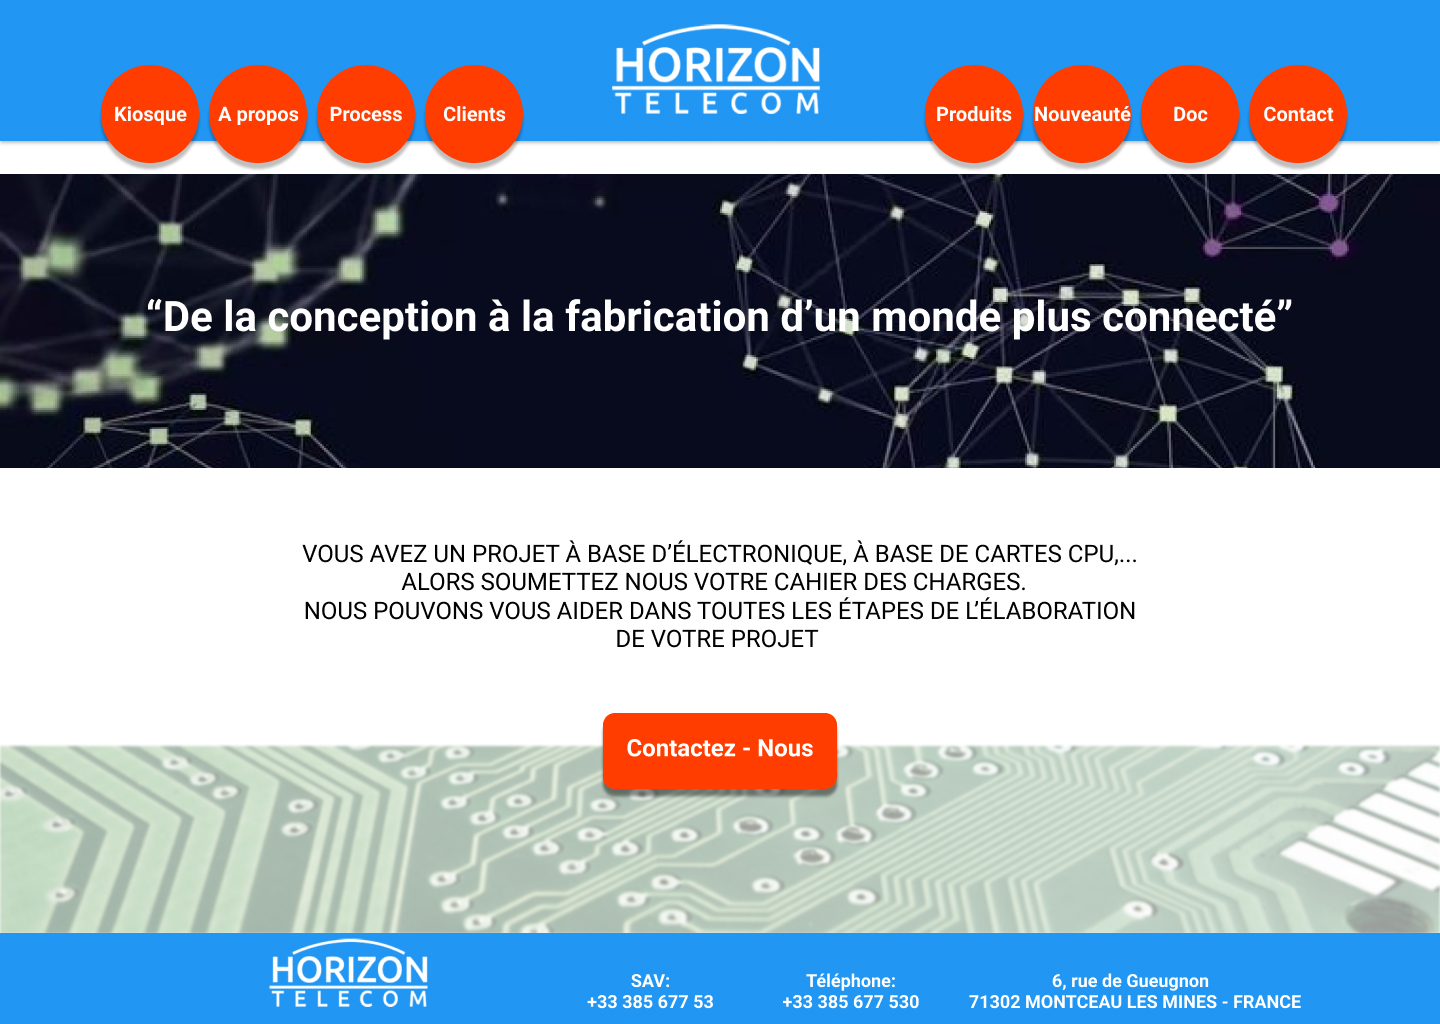 HORIZON
TELECOM
Kiosque
A propos
Process
Clients
Produits
Nouveauté
Doc
Contact
“De la conception à la fabrication d’un monde plus connecté”
VOUS AVEZ UN PROJET À BASE D’ÉLECTRONIQUE, À BASE DE CARTES CPU,...
ALORS SOUMETTEZ NOUS VOTRE CAHIER DES CHARGES.
NOUS POUVONS VOUS AIDER DANS TOUTES LES ÉTAPES DE L’ÉLABORATION
DE VOTRE PROJET
Contactez - Nous
HORIZON
TELECOM
SAV:
+33 385 677 53
Téléphone:
+33 385 677 530
6, rue de Gueugnon
71302 MONTCEAU LES MINES - FRANCE